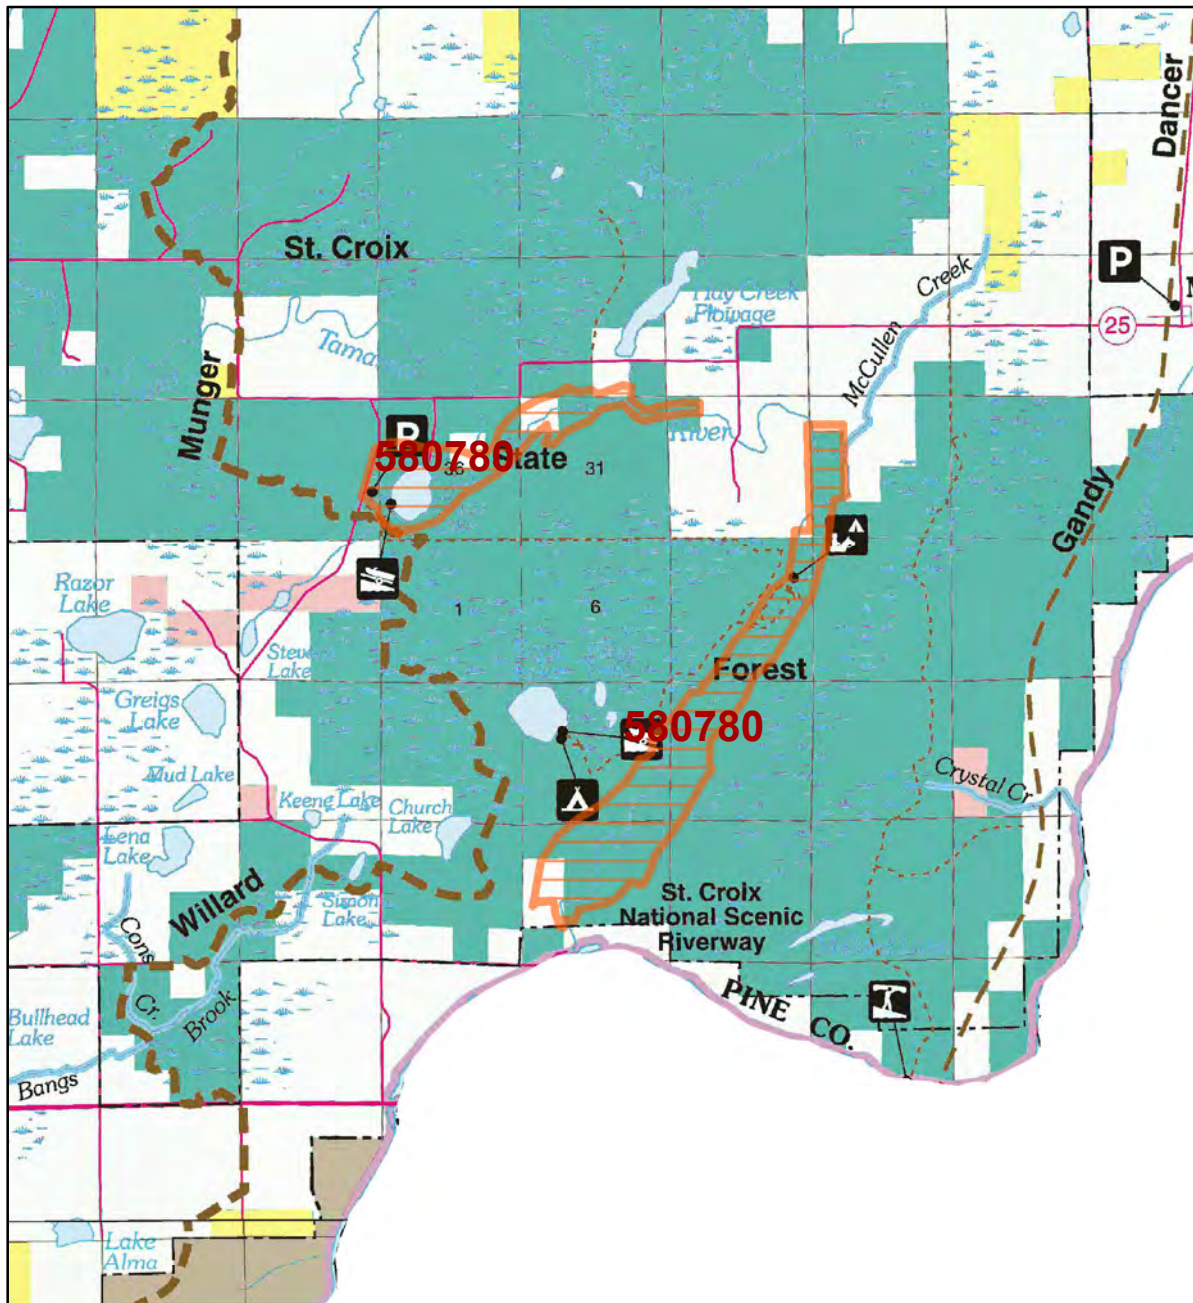 Dancer
St. Croix
P
Creek
Hay Creek
Flowage
25
Tama
McCullen
Munger
P
River
580780
State
36
31
Gandy
Razor
Lake
1
6
Steve
Lake
Forest
Greigs
Lake
580780
Mud Lake
Crystal Cr
Keene Lake
Church
Lake
Lena
Lake
Willard
Simon
Lake
St. Croix
National Scenic
Riverway
Cons
Cr.
Brook
PINE CO.
Bullhead
Lake
Bangs
Lake
Alma